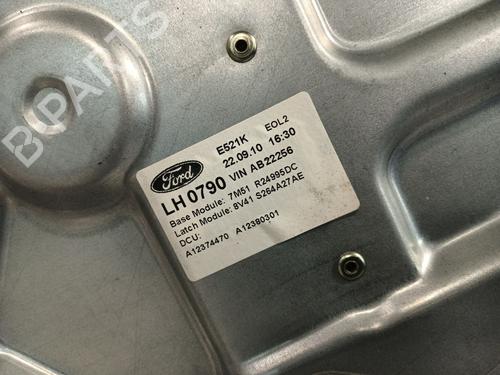 E521K EOL2
22.09.10 16:30
Ford
LH 0790 VIN AB22256
Base Module: 7M51 R24995DC
Latch Module: 8V41 S264A27AE
DCU:
A12374470 A12380301
BIPARTS